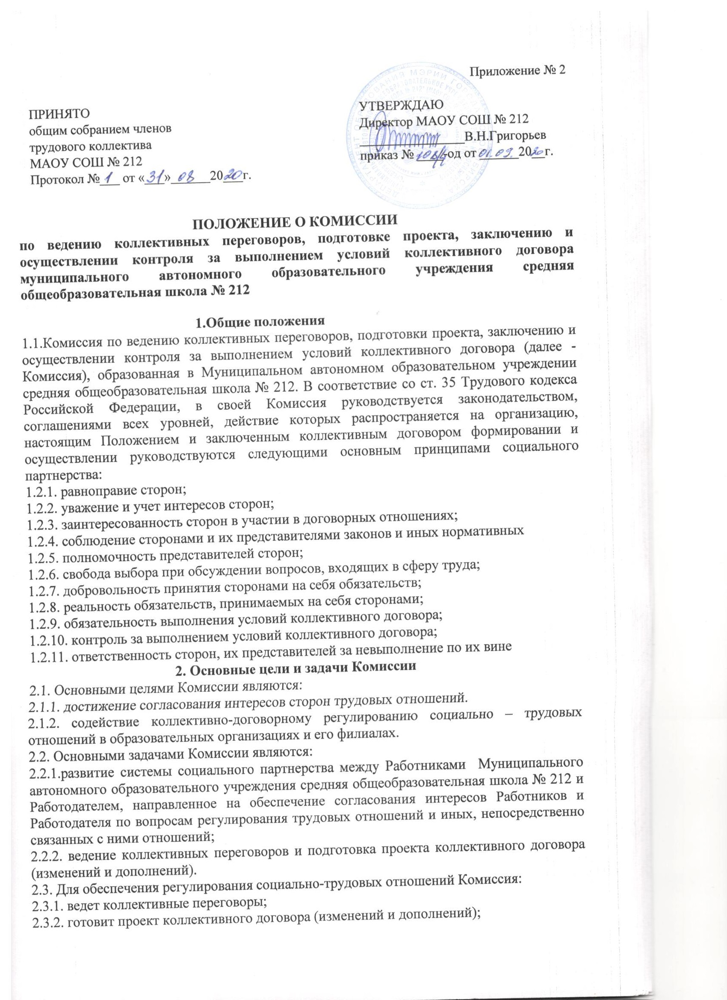 Приложение № 2
ПРИНЯТО
общим собранием членов
трудового коллектива
МАОУ СОШ № 212
Протокол № 1 от «31» 08 2020г.
УТВЕРЖДАЮ
Директор МАОУ СОШ № 212
В.Н.Григорьев
приказ № -од от 01.09. 2020г.
ПОЛОЖЕНИЕ О КОМИССИИ
по ведению коллективных переговоров, подготовке проекта, заключению и
осуществлении контроля за выполнением условий коллективного договора
муниципального автономного образовательного учреждения средняя
общеобразовательная школа № 212
1.Общие положения
1.1.Комиссия по ведению коллективных переговоров, подготовки проекта, заключению и
осуществлении контроля за выполнением условий коллективного договора (далее -
Комиссия), образованная в Муниципальном автономном образовательном учреждении
средняя общеобразовательная школа № 212. В соответствие со ст. 35 Трудового кодекса
Российской Федерации, в своей Комиссия руководствуется законодательством,
соглашениями всех уровней, действие которых распространяется на организацию,
настоящим Положением и заключенным коллективным договором формировании и
осуществлении руководствуются следующими основным принципами социального
партнерства:
1.2.1. равноправие сторон;
1.2.2. уважение и учет интересов сторон;
1.2.3. заинтересованность сторон в участии в договорных отношениях;
1.2.4. соблюдение сторонами и их представителями законов и иных нормативных
1.2.5. полномочность представителей сторон;
1.2.6. свобода выбора при обсуждении вопросов, входящих в сферу труда;
1.2.7. добровольность принятия сторонами на себя обязательств;
1.2.8. реальность обязательств, принимаемых на себя сторонами;
1.2.9. обязательность выполнения условий коллективного договора;
1.2.10. контроль за выполнением условий коллективного договора;
1.2.11. ответственность сторон, их представителей за невыполнение по их вине
2. Основные цели и задачи Комиссии
2.1. Основными целями Комиссии являются:
2.1.1. достижение согласования интересов сторон трудовых отношений.
2.1.2. содействие коллективно-договорному регулированию социально – трудовых
отношений в образовательных организациях и его филиалах.
2.2. Основными задачами Комиссии являются:
2.2.1.развитие системы социального партнерства между Работниками Муниципального
автономного образовательного учреждения средняя общеобразовательная школа № 212 и
Работодателем, направленное на обеспечение согласования интересов Работников и
Работодателя по вопросам регулирования трудовых отношений и иных, непосредственно
связанных с ними отношений;
2.2.2. ведение коллективных переговоров и подготовка проекта коллективного договора
(изменений и дополнений).
2.3. Для обеспечения регулирования социально-трудовых отношений Комиссия:
2.3.1. ведет коллективные переговоры;
2.3.2. готовит проект коллективного договора (изменений и дополнений);